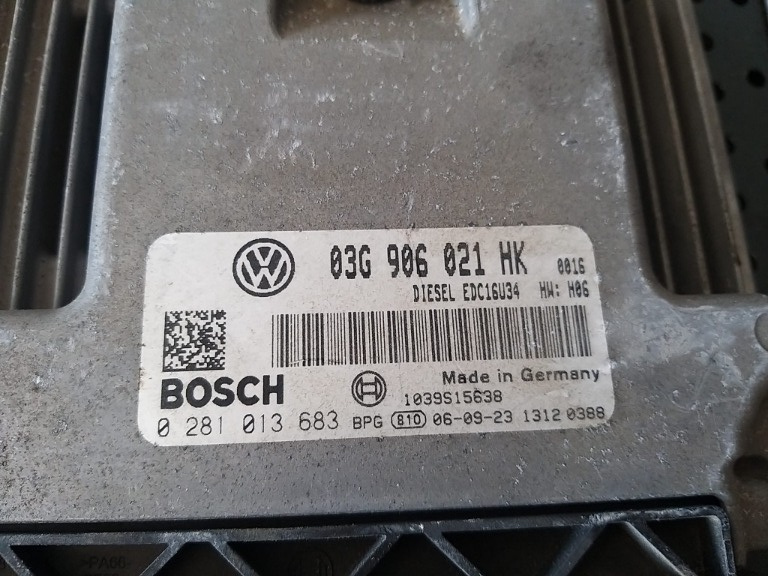 03G 906 021 HK 0016
DIESEL EDC16U34 HW: H06
BOSCH
Made in Germany
1039S15638
0 281 013 683 BPG 810 06-09-23 1312 0388
>PA66-